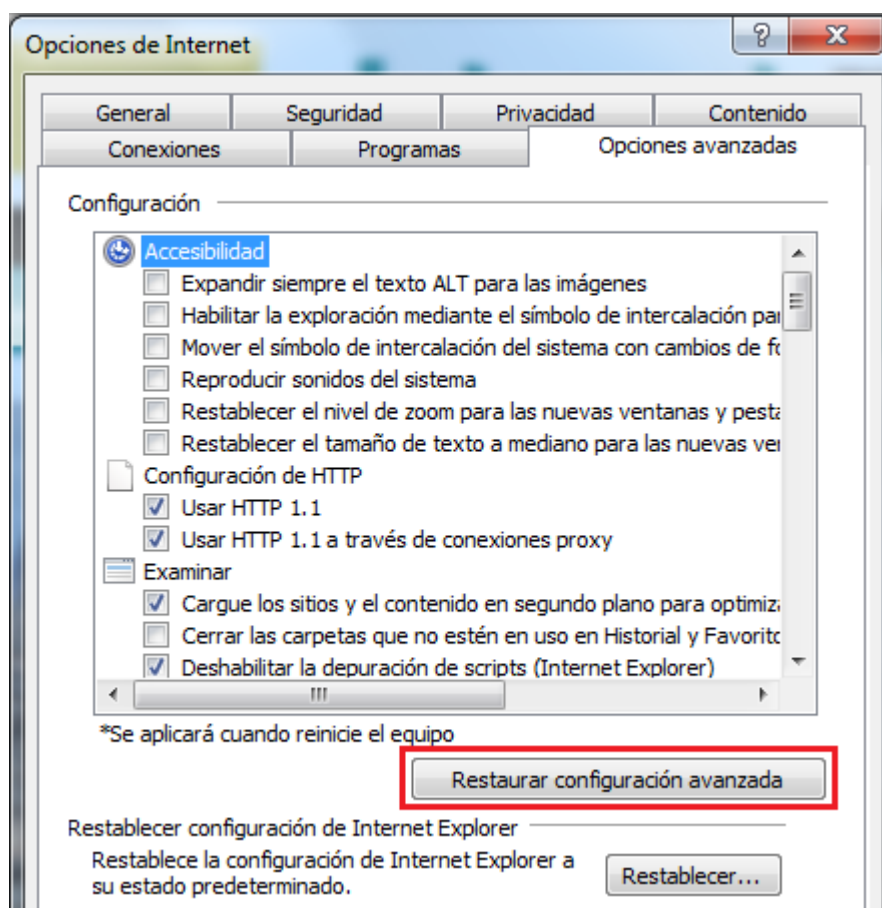 Opciones de Internet
General Seguridad Privacidad Contenido
Conexiones Programas Opciones avanzadas
Configuración
Accesibilidad
Expandir siempre el texto ALT para las imágenes
Habilitar la exploración mediante el símbolo de intercalación
Mover el símbolo de intercalación del sistema con cambios de
Reproducir sonidos del sistema
Restablecer el nivel de zoom para las nuevas ventanas y
Restablecer el tamaño de texto a mediano para las nuevas
Configuración de HTTP
Usar HTTP 1.1
Usar HTTP 1.1 a través de conexiones proxy
Examinar
Cargue los sitios y el contenido en segundo plano para
Cerrar las carpetas que no estén en uso en Historial y
Deshabilitar la depuración de scripts (Internet Explorer)
*Se aplicará cuando reinicie el equipo
Restaurar configuración avanzada
Restablecer configuración de Internet Explorer
Restablece la configuración de Internet Explorer a
su estado predeterminado.
Restablecer...